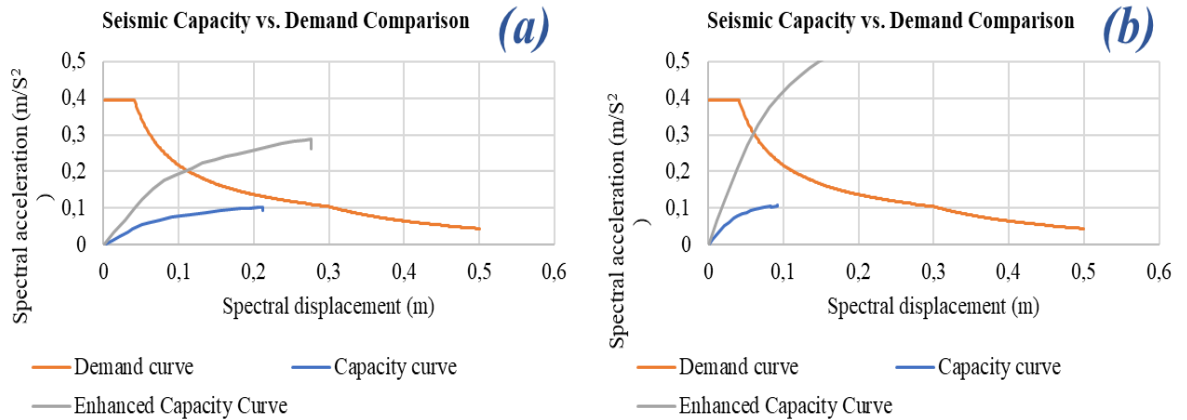 Seismic Capacity vs. Demand Comparison
(a)
Spectral acceleration (m/S²
)
0,5
0,4
0,3
0,2
0,1
0
0 0,1 0,2 0,3 0,4 0,5 0,6
Spectral displacement (m)
Demand curve Capacity curve
Enhanced Capacity Curve
Seismic Capacity vs. Demand Comparison
(b)
Spectral acceleration (m/S²
)
0,5
0,4
0,3
0,2
0,1
0
0 0,1 0,2 0,3 0,4 0,5 0,6
Spectral displacement (m)
Demand curve Capacity curve
Enhanced Capacity Curve